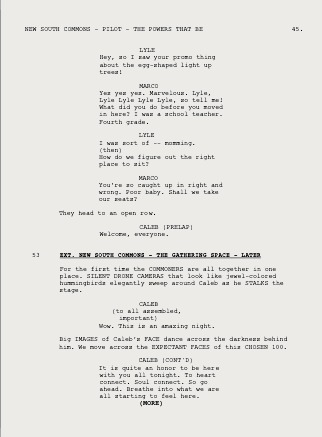 NEW SOUTH COMMONS - PILOT - THE POWERS THAT BE 45.
LYLE
Hey, so I saw your promo thing
about the egg-shaped light up
trees!
MARCO
Yes yes yes. Marvelous. Lyle,
Lyle Lyle Lyle Lyle, so tell me!
What did you do before you moved
in here? I was a school teacher.
Fourth grade.
LYLE
I was sort of -- momming.
(then)
How do we figure out the right
place to sit?
MARCO
You're so caught up in right and
wrong. Poor baby. Shall we take
our seats?
They head to an open row.
CALEB (PRELAP)
Welcome, everyone.
53 EXT. NEW SOUTH COMMONS - THE GATHERING SPACE - LATER
For the first time the COMMONERS are all together in one
place. SILENT DRONE CAMERAS that look like jewel-colored
hummingbirds elegantly sweep around Caleb as he STALKS the
stage.
CALEB
(to all assembled,
important)
Wow. This is an amazing night.
Big IMAGES of Caleb's FACE dance across the darkness behind
him. We move across the EXPECTANT FACES of this CHOSEN 100.
CALEB (CONT'D)
It is quite an honor to be here
with you all tonight. To heart
connect. Soul connect. So go
ahead. Breathe into what we are
all starting to feel here.
(MORE)